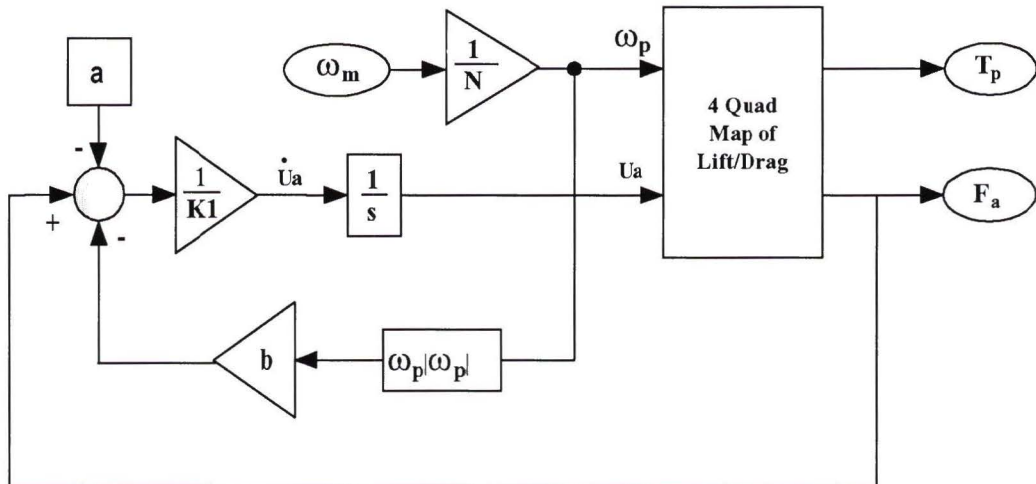 a
ω_m
1
N
ω_p
4 Quad
Map of
Lift/Drag
T_p
F_a
-
+
-
1
K1
U̇a
1
s
Ua
b
ω_p|ω_p|